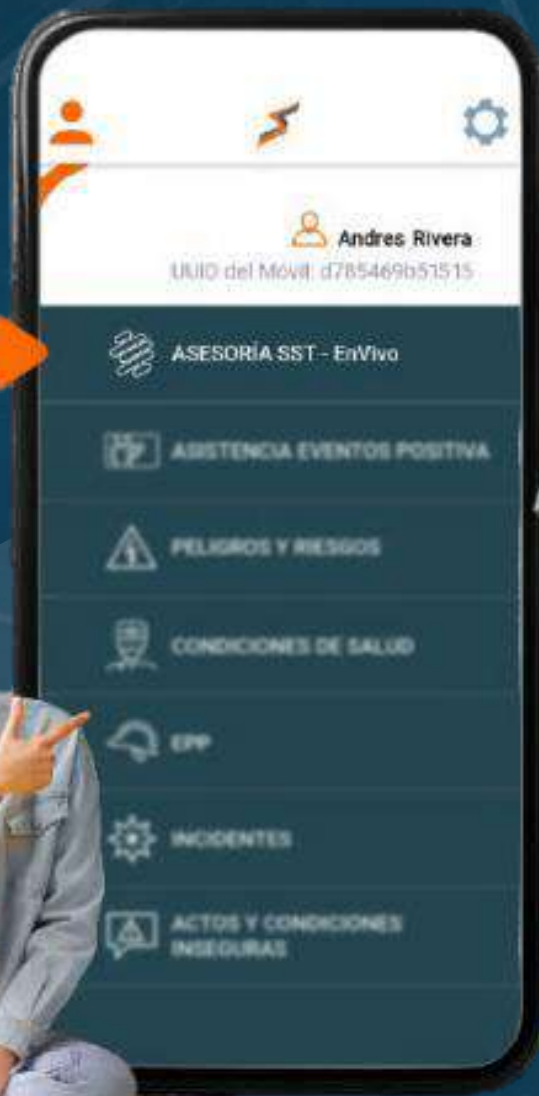 Andres Rivera
UUID del Móvil: d785469b51515
ASESORÍA SST - EnVivo
ASISTENCIA EVENTOS POSITIVA
PELIGROS Y RIESGOS
CONDICIONES DE SALUD
EPP
INCIDENTES
ACTOS Y CONDICIONES
INSEGURAS